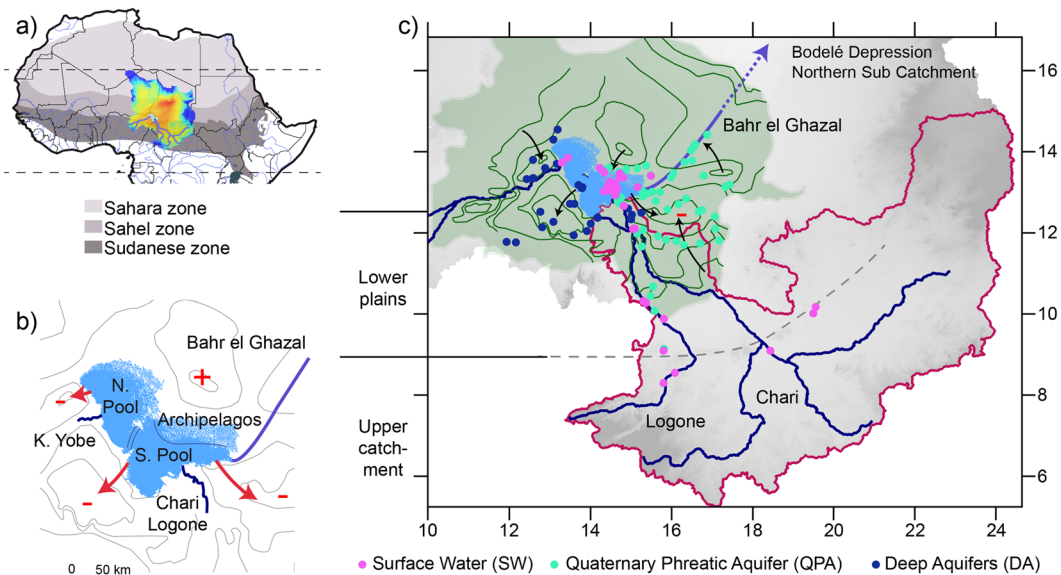 a)
Sahara zone
Sahel zone
Sudanese zone
b)
Bahr el Ghazal
+
-
N.
Pool
Archipelagos
K. Yobe
S. Pool
-
-
Chari
Logone
0 50 km
c)
Bodelé Depression
Northern Sub Catchment
Bahr el Ghazal
-
Lower
plains
Upper
catch-
ment
Logone
Chari
16
14
12
10
8
6
10 12 14 16 18 20 22 24
Surface Water (SW)
Quaternary Phreatic Aquifer (QPA)
Deep Aquifers (DA)